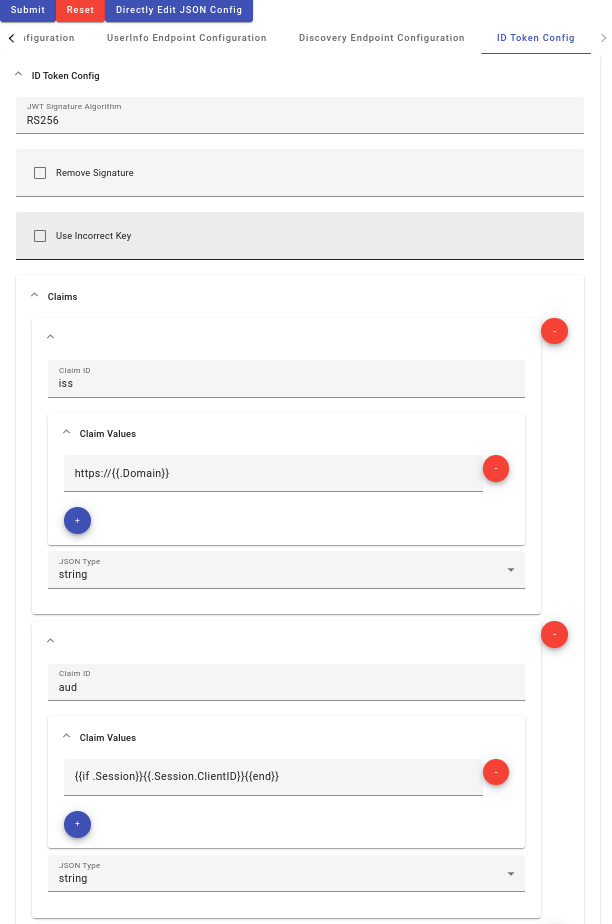 Submit Reset Directly Edit JSON Config
figuration UserInfo Endpoint Configuration Discovery Endpoint Configuration ID Token Config
ID Token Config
JWT Signature Algorithm
RS256
Remove Signature
Use Incorrect Key
Claims
-
Claim ID
iss
Claim Values
https://{{.Domain}}
-
+
JSON Type
string
-
Claim ID
aud
Claim Values
{{if .Session}}{{.Session.ClientID}}{{end}}
-
+
JSON Type
string